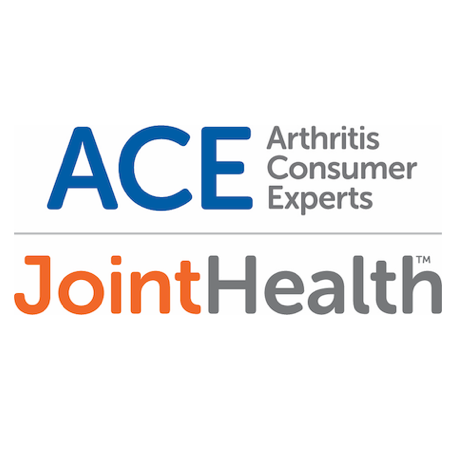 ACE
Arthritis
Consumer
Experts
JointHealth™